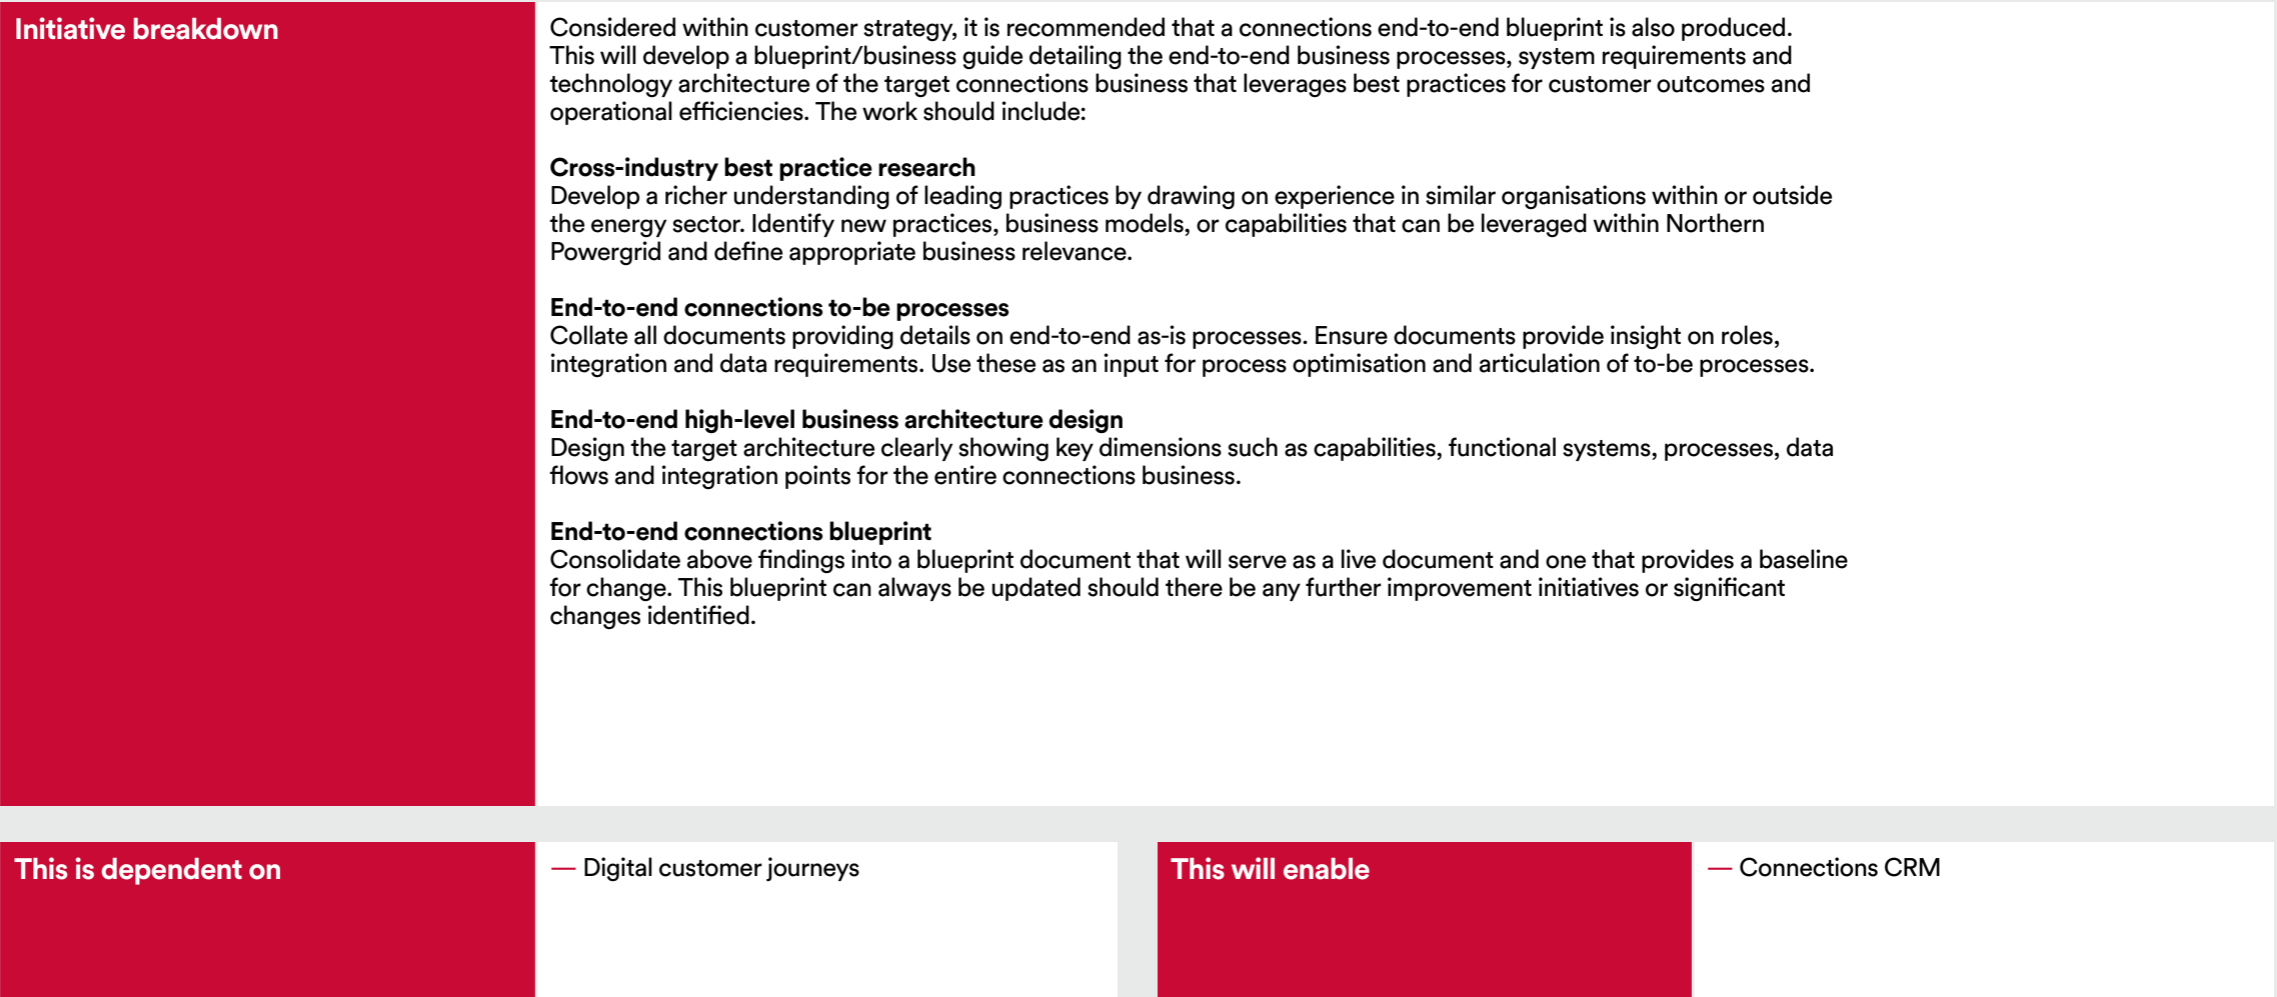 Initiative breakdown
Considered within customer strategy, it is recommended that a connections end-to-end blueprint is also produced.
This will develop a blueprint/business guide detailing the end-to-end business processes, system requirements and
technology architecture of the target connections business that leverages best practices for customer outcomes and
operational efficiencies. The work should include:
Cross-industry best practice research
Develop a richer understanding of leading practices by drawing on experience in similar organisations within or outside
the energy sector. Identify new practices, business models, or capabilities that can be leveraged within Northern
Powergrid and define appropriate business relevance.
End-to-end connections to-be processes
Collate all documents providing details on end-to-end as-is processes. Ensure documents provide insight on roles,
integration and data requirements. Use these as an input for process optimisation and articulation of to-be processes.
End-to-end high-level business architecture design
Design the target architecture clearly showing key dimensions such as capabilities, functional systems, processes, data
flows and integration points for the entire connections business.
End-to-end connections blueprint
Consolidate above findings into a blueprint document that will serve as a live document and one that provides a baseline
for change. This blueprint can always be updated should there be any further improvement initiatives or significant
changes identified.
This is dependent on
— Digital customer journeys
This will enable
— Connections CRM